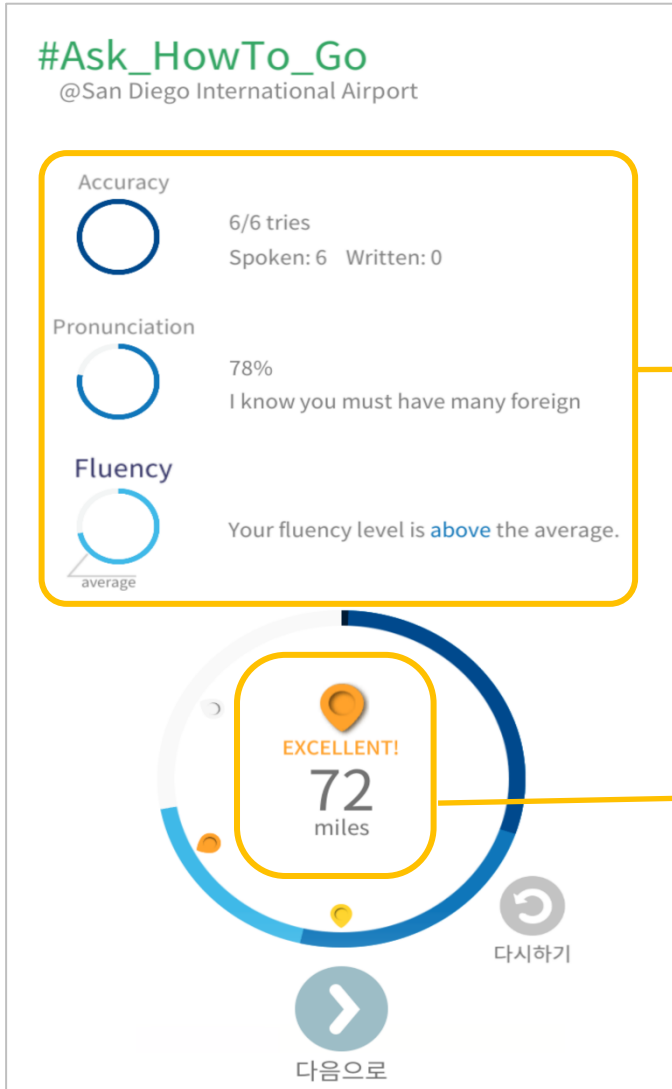 #Ask_HowTo_Go
@San Diego International Airport
Accuracy
6/6 tries
Spoken: 6 Written: 0
Pronunciation
78%
I know you must have many foreign
Fluency
Your fluency level is above the average.
average
EXCELLENT!
72
miles
다시하기
다음으로